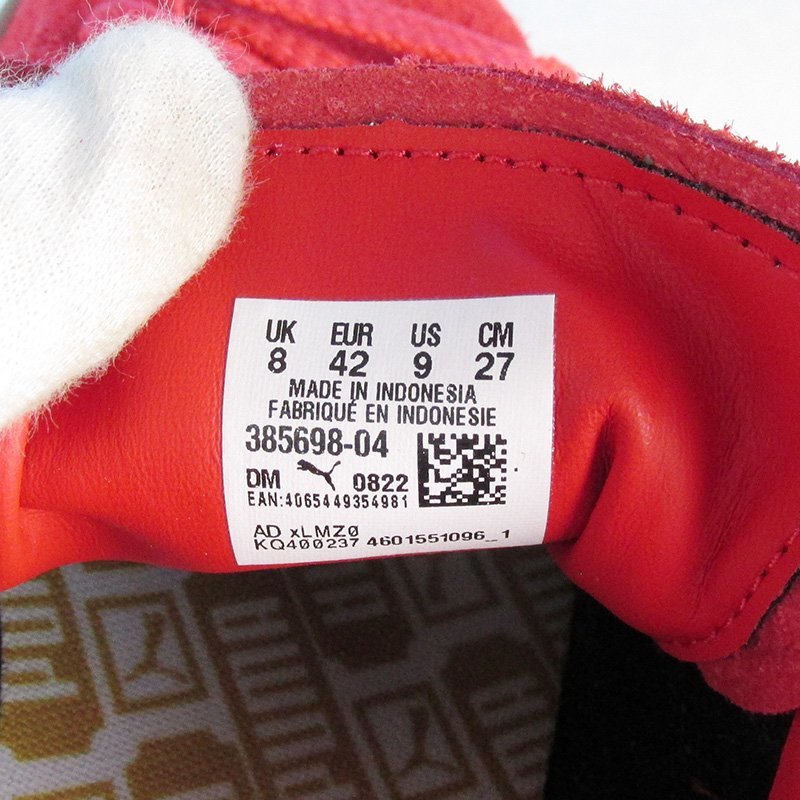 UK EUR US CM
8 42 9 27
MADE IN INDONESIA
FABRIQUÉ EN INDONESIE
385698-04
DM 0822
EAN:4065449354981
AD xLMZ0
KQ400237 4601551096_1